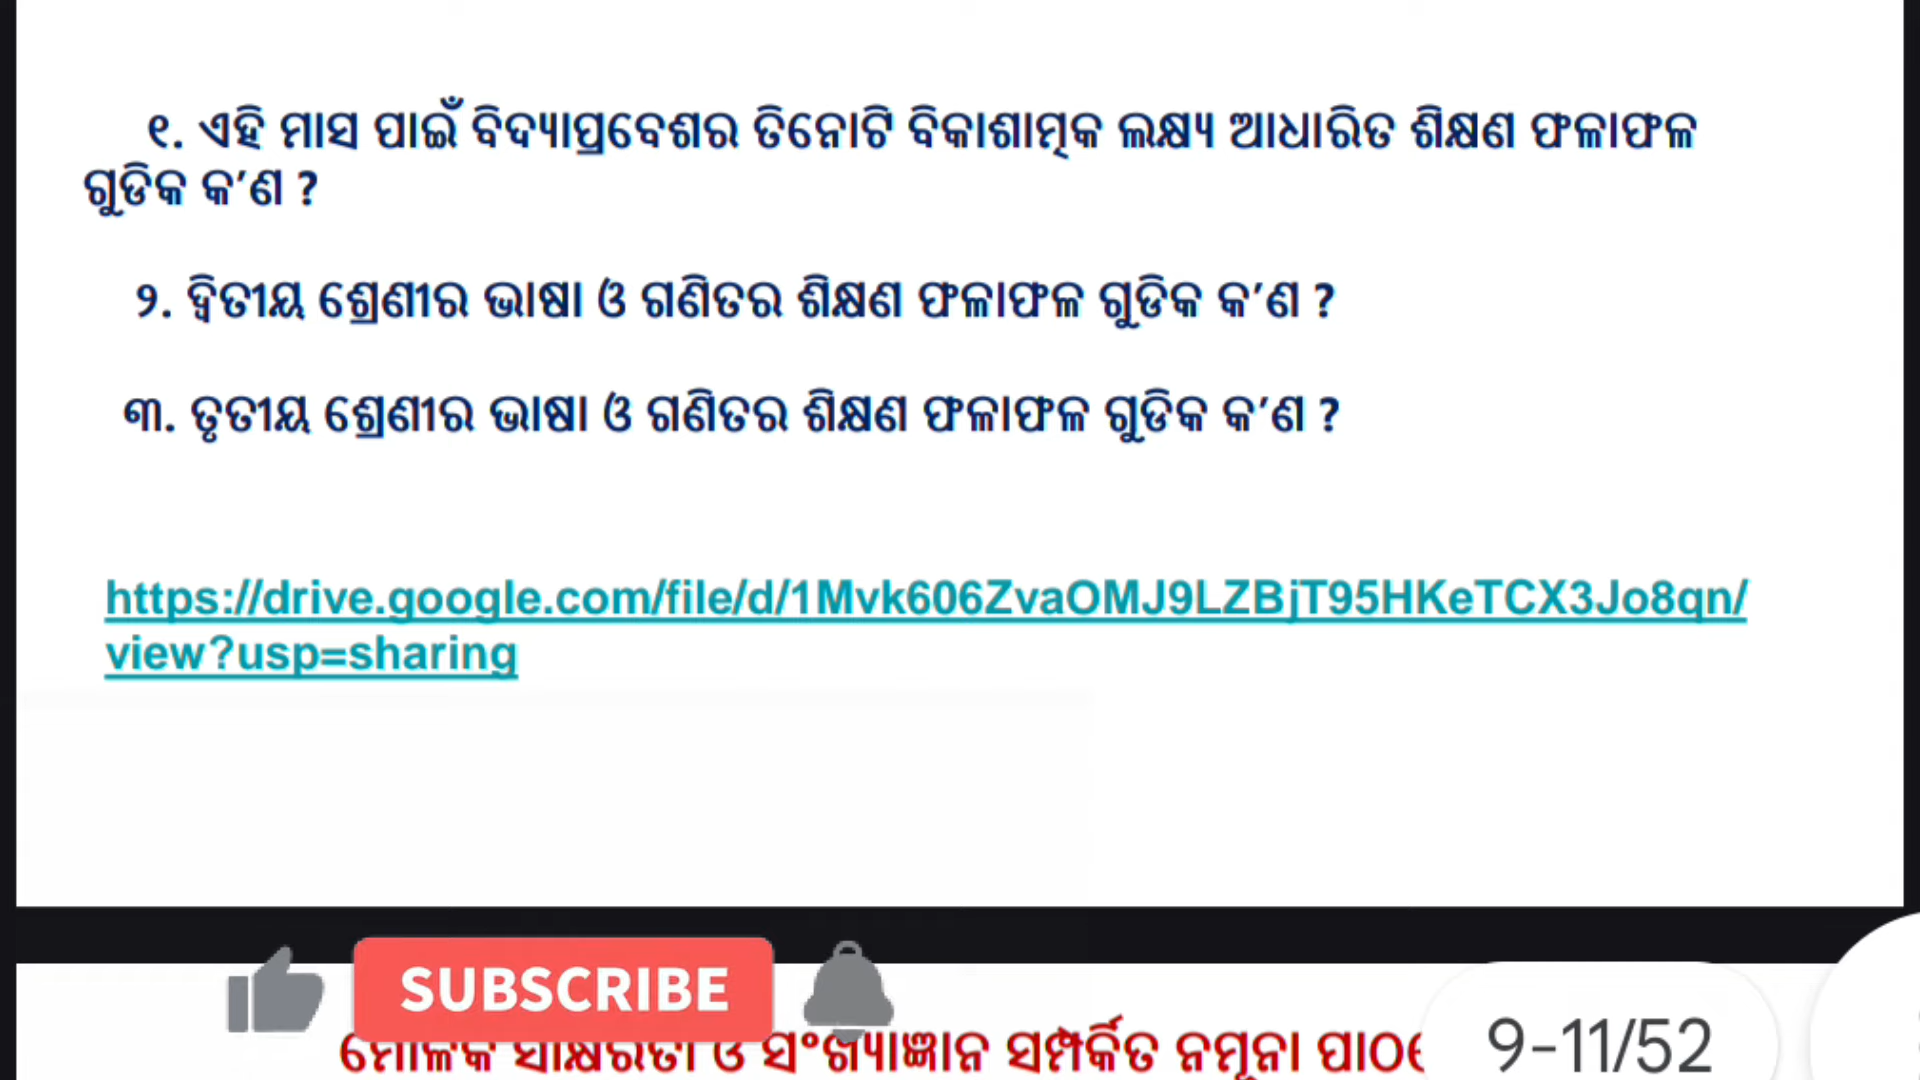 ୧. ଏହି ମାସ ପାଇଁ ବିଦ୍ୟାପ୍ରବେଶର ତିନୋଟି ବିକାଶାତ୍ମକ ଲକ୍ଷ୍ୟ ଆଧାରିତ ଶିକ୍ଷଣ ଫଳାଫଳ
ଗୁଡିକ କ’ଣ ?
୨. ଦ୍ଵିତୀୟ ଶ୍ରେଣୀର ଭାଷା ଓ ଗଣିତର ଶିକ୍ଷଣ ଫଳାଫଳ ଗୁଡିକ କ’ଣ ?
୩. ତୃତୀୟ ଶ୍ରେଣୀର ଭାଷା ଓ ଗଣିତର ଶିକ୍ଷଣ ଫଳାଫଳ ଗୁଡିକ କ’ଣ ?
https://drive.google.com/file/d/1Mvk606ZvaOMJ9LZBjT95HKeTCX3Jo8qn/
view?usp=sharing
SUBSCRIBE
ମୌଳିକ ସାକ୍ଷରତା ଓ ସଂଖ୍ୟାଜ୍ଞାନ ସମ୍ପର୍କିତ ନମୂନା
9-11/52